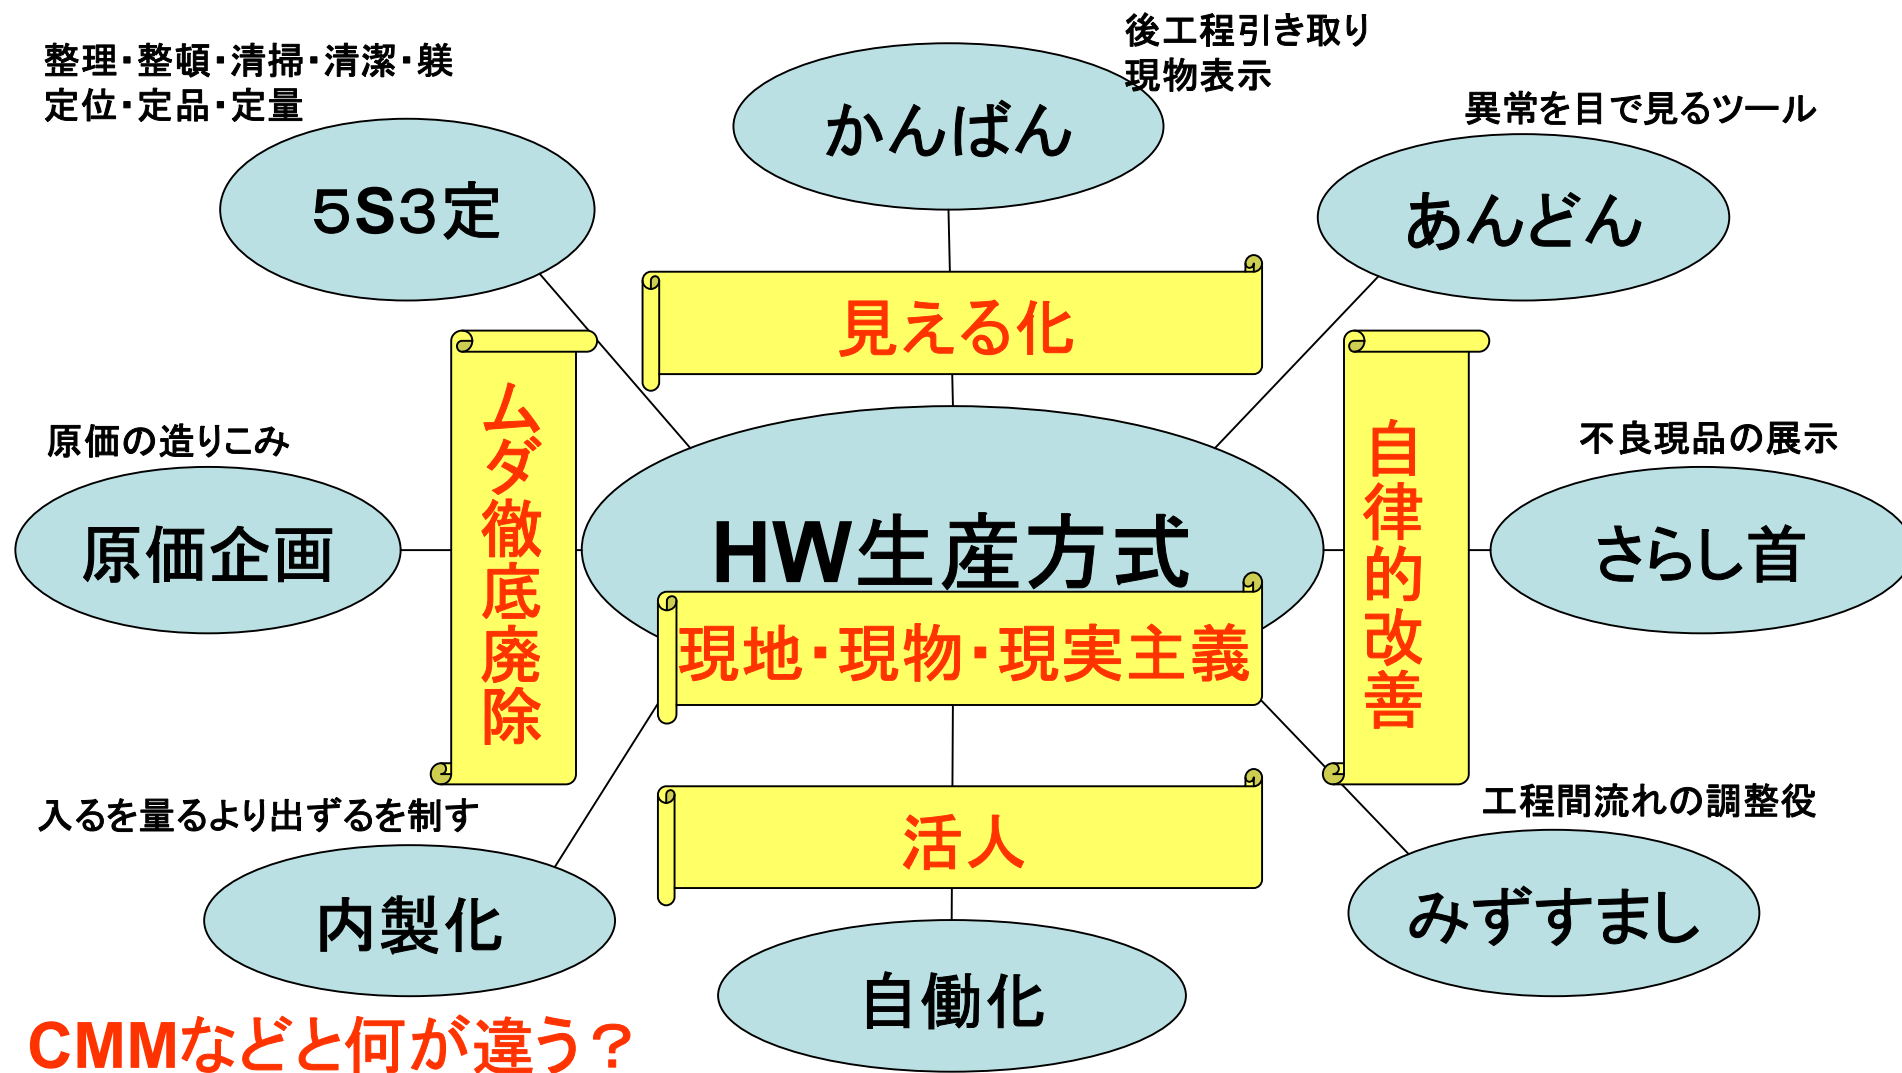 整理・整頓・清掃・清潔・躾
定位・定品・定量
５S３定
後工程引き取り
現物表示
かんばん
異常を目で見るツール
あんどん
見える化
ムダ徹底廃除
自律的改善
原価の造りこみ
原価企画
HW生産方式
不良現品の展示
さらし首
現地・現物・現実主義
入るを量るより出ずるを制す
内製化
活人
工程間流れの調整役
みずすまし
自働化
CMMなどと何が違う？